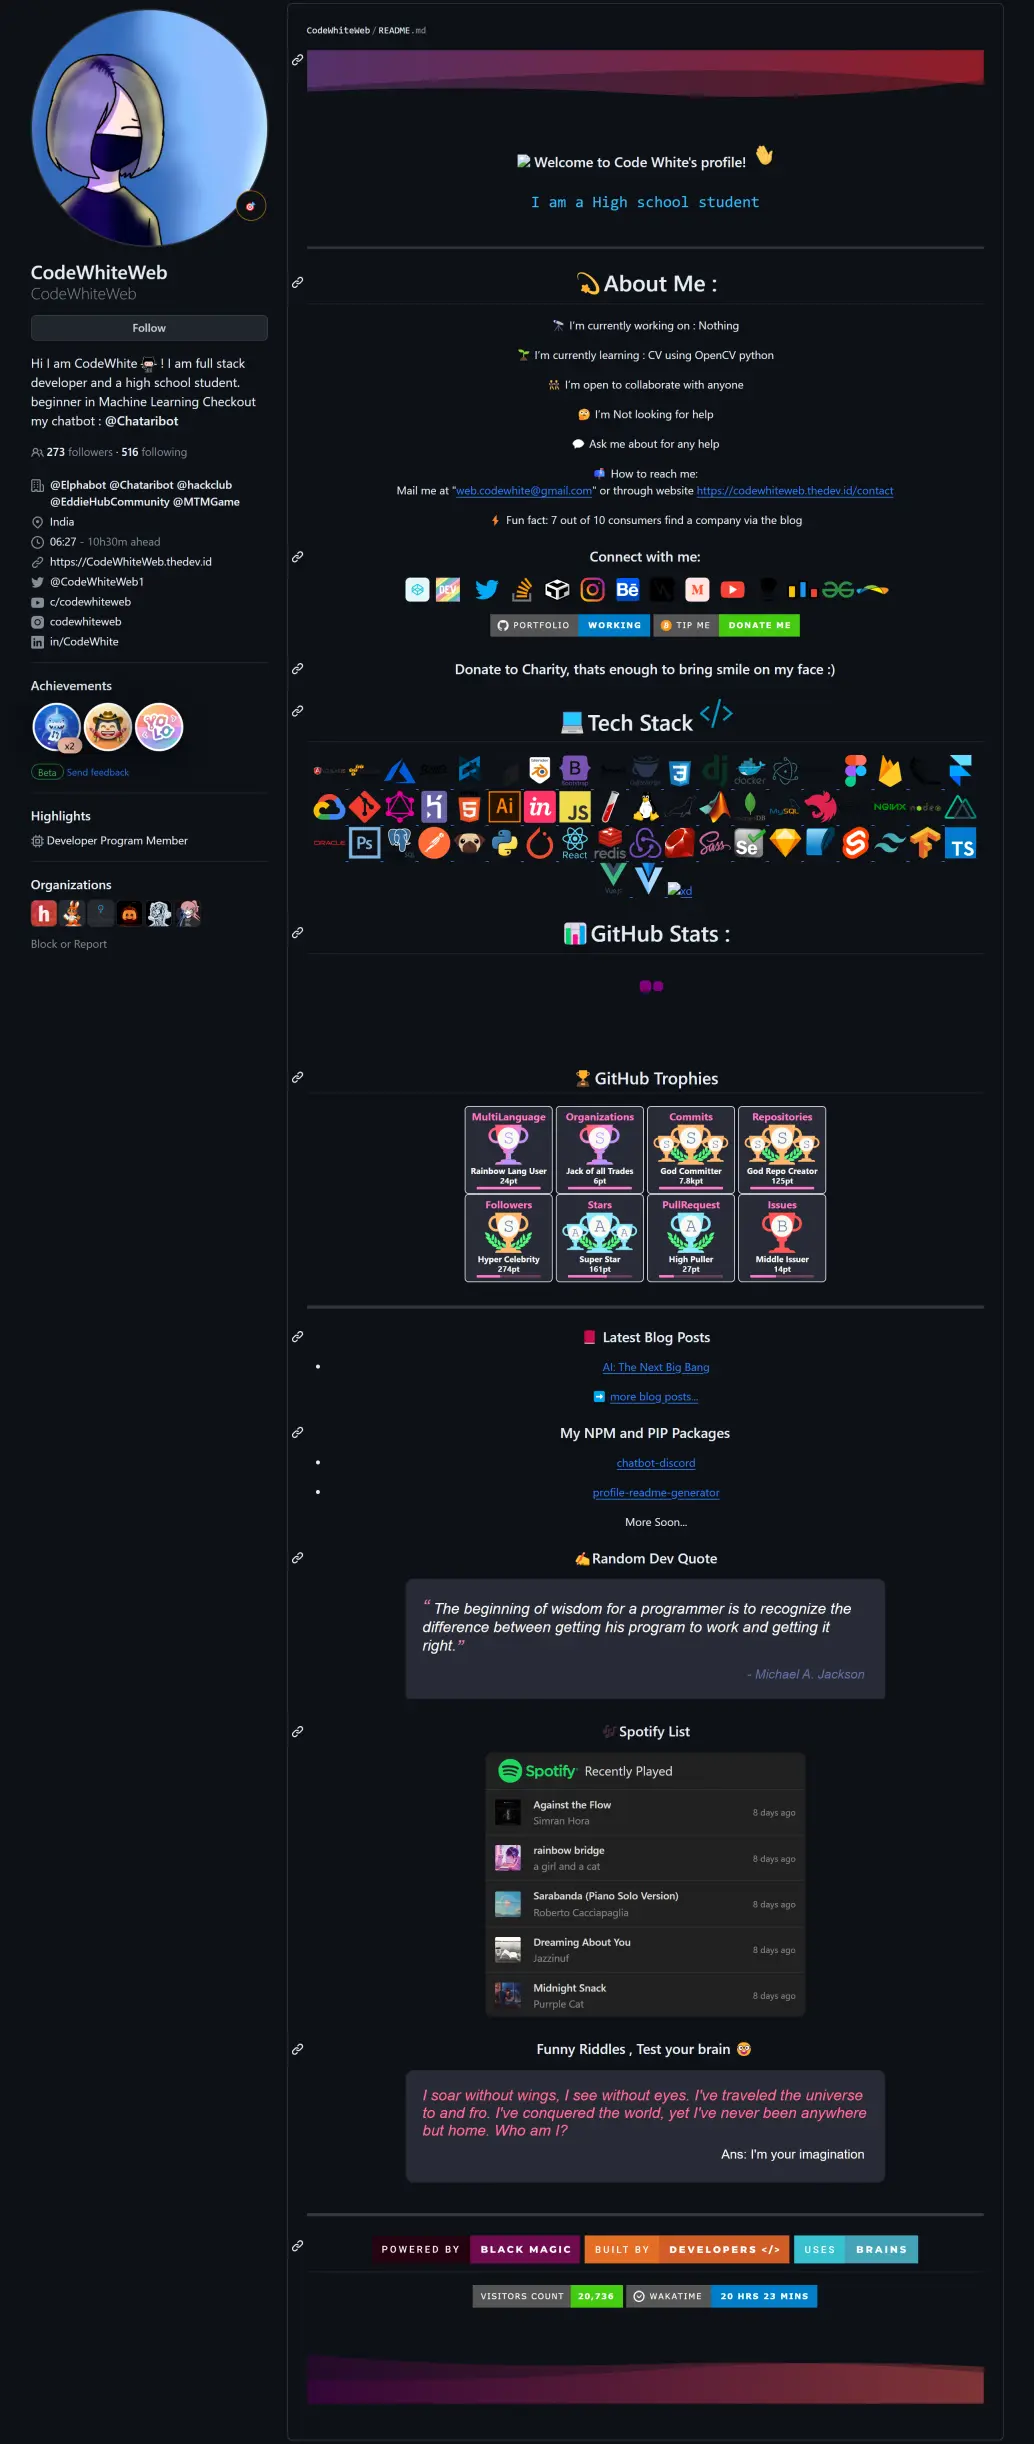 CodeWhiteWeb / README.md
Welcome to Code White's profile!
I am a High school student
CodeWhiteWeb
CodeWhiteWeb
Follow
Hi I am CodeWhite ! I am full stack
developer and a high school student.
beginner in Machine Learning Checkout
my chatbot : @Chataribot
273 followers · 516 following
@Elphabot @Chataribot @hackclub
@EddieHubCommunity @MTMGame
India
06:27 - 10h30m ahead
https://CodeWhiteWeb.thedev.id
@CodeWhiteWeb1
c/codewhiteweb
codewhiteweb
in/CodeWhite
Achievements
x2
YOLO
Beta Send feedback
Highlights
Developer Program Member
Organizations
h
Block or Report
About Me :
I'm currently working on : Nothing
I'm currently learning : CV using OpenCV python
I'm open to collaborate with anyone
I'm Not looking for help
Ask me about for any help
How to reach me:
Mail me at "web.codewhite@gmail.com" or through website https://codewhiteweb.thedev.id/contact
Fun fact: 7 out of 10 consumers find a company via the blog
Connect with me:
DEV Bē M
PORTFOLIO WORKING TIP ME DONATE ME
Donate to Charity, thats enough to bring smile on my face :)
Tech Stack </>
blender B Bootstrap 3 dj docker
5 Ai in JS MySQL NGINX node
ORACLE Ps React redis Sass Se TS
Vue.js xd
GitHub Stats :
GitHub Trophies
MultiLanguage Organizations Commits Repositories
S S S S S S S S
Rainbow Lang User Jack of all Trades God Committer God Repo Creator
24pt 6pt 7.8kpt 125pt
Followers Stars PullRequest Issues
S A A A A B
Hyper Celebrity Super Star High Puller Middle Issuer
274pt 161pt 27pt 14pt
Latest Blog Posts
AI: The Next Big Bang
more blog posts...
My NPM and PIP Packages
chatbot-discord
profile-readme-generator
More Soon...
Random Dev Quote
“ The beginning of wisdom for a programmer is to recognize the
difference between getting his program to work and getting it
right.”
- Michael A. Jackson
Spotify List
Spotify Recently Played
Against the Flow
Simran Hora
8 days ago
rainbow bridge
a girl and a cat
8 days ago
Sarabanda (Piano Solo Version)
Roberto Cacciapaglia
8 days ago
Dreaming About You
Jazzinuf
8 days ago
Midnight Snack
Purrple Cat
8 days ago
Funny Riddles , Test your brain
I soar without wings, I see without eyes. I've traveled the universe
to and fro. I've conquered the world, yet I've never been anywhere
but home. Who am I?
Ans: I'm your imagination
POWERED BY BLACK MAGIC BUILT BY DEVELOPERS </> USES BRAINS
VISITORS COUNT 20,736 WAKATIME 20 HRS 23 MINS